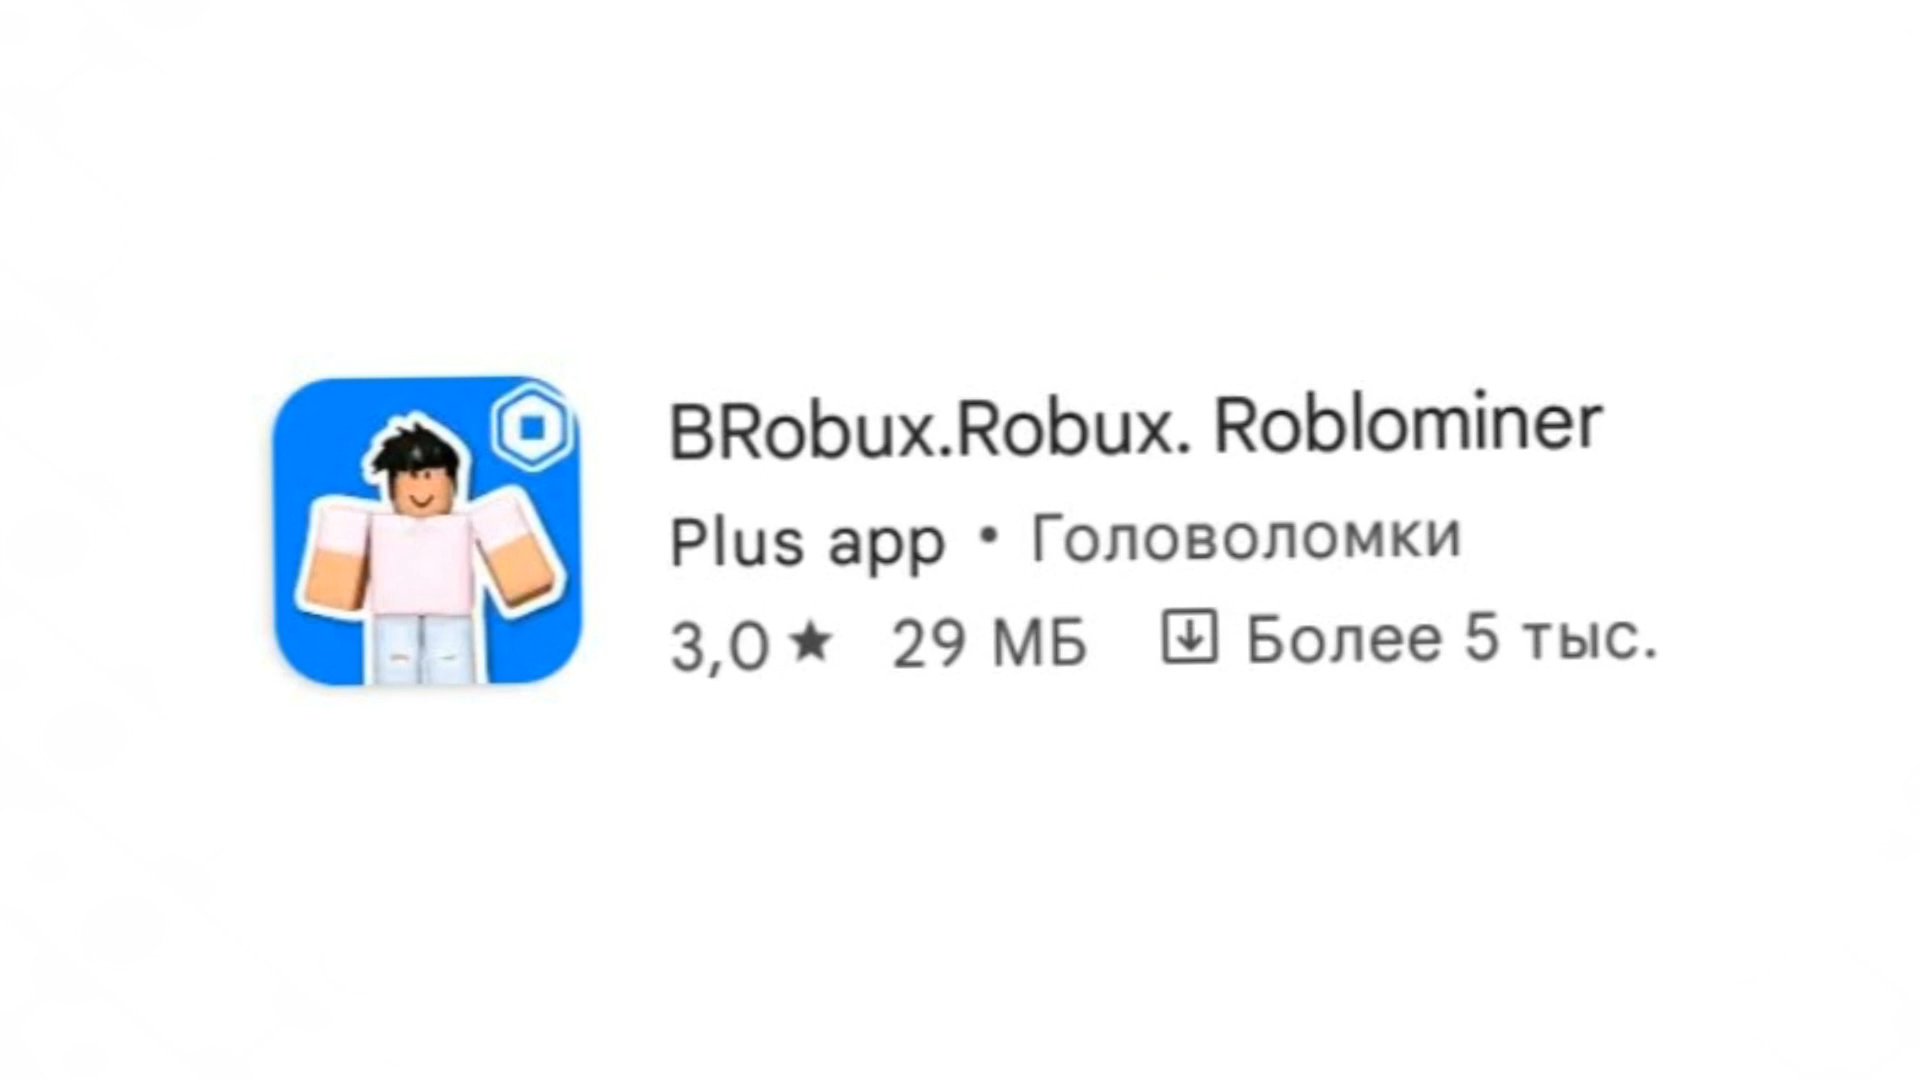 BRobux.Robux. Roblominer
Plus app • Головоломки
3,0★ 29 МБ Более 5 тыс.